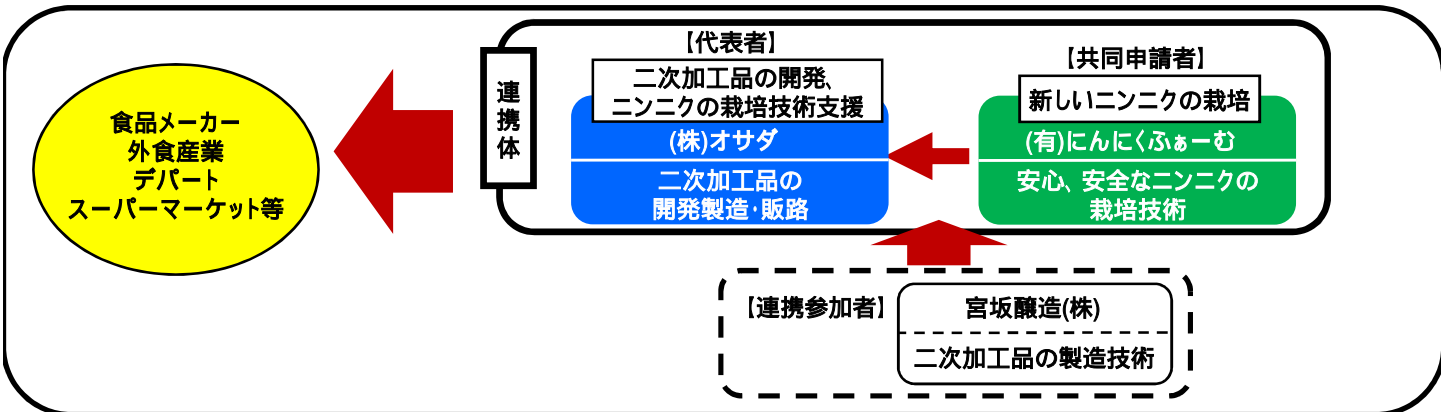 食品メーカー
外食産業
デパート
スーパーマーケット等
連携体
【代表者】
二次加工品の開発、
ニンニクの栽培技術支援
(株)オサダ
二次加工品の
開発製造・販路
【共同申請者】
新しいニンニクの栽培
(有)にんにくふぁーむ
安心、安全なニンニクの
栽培技術
【連携参加者】
宮坂醸造(株)
二次加工品の製造技術